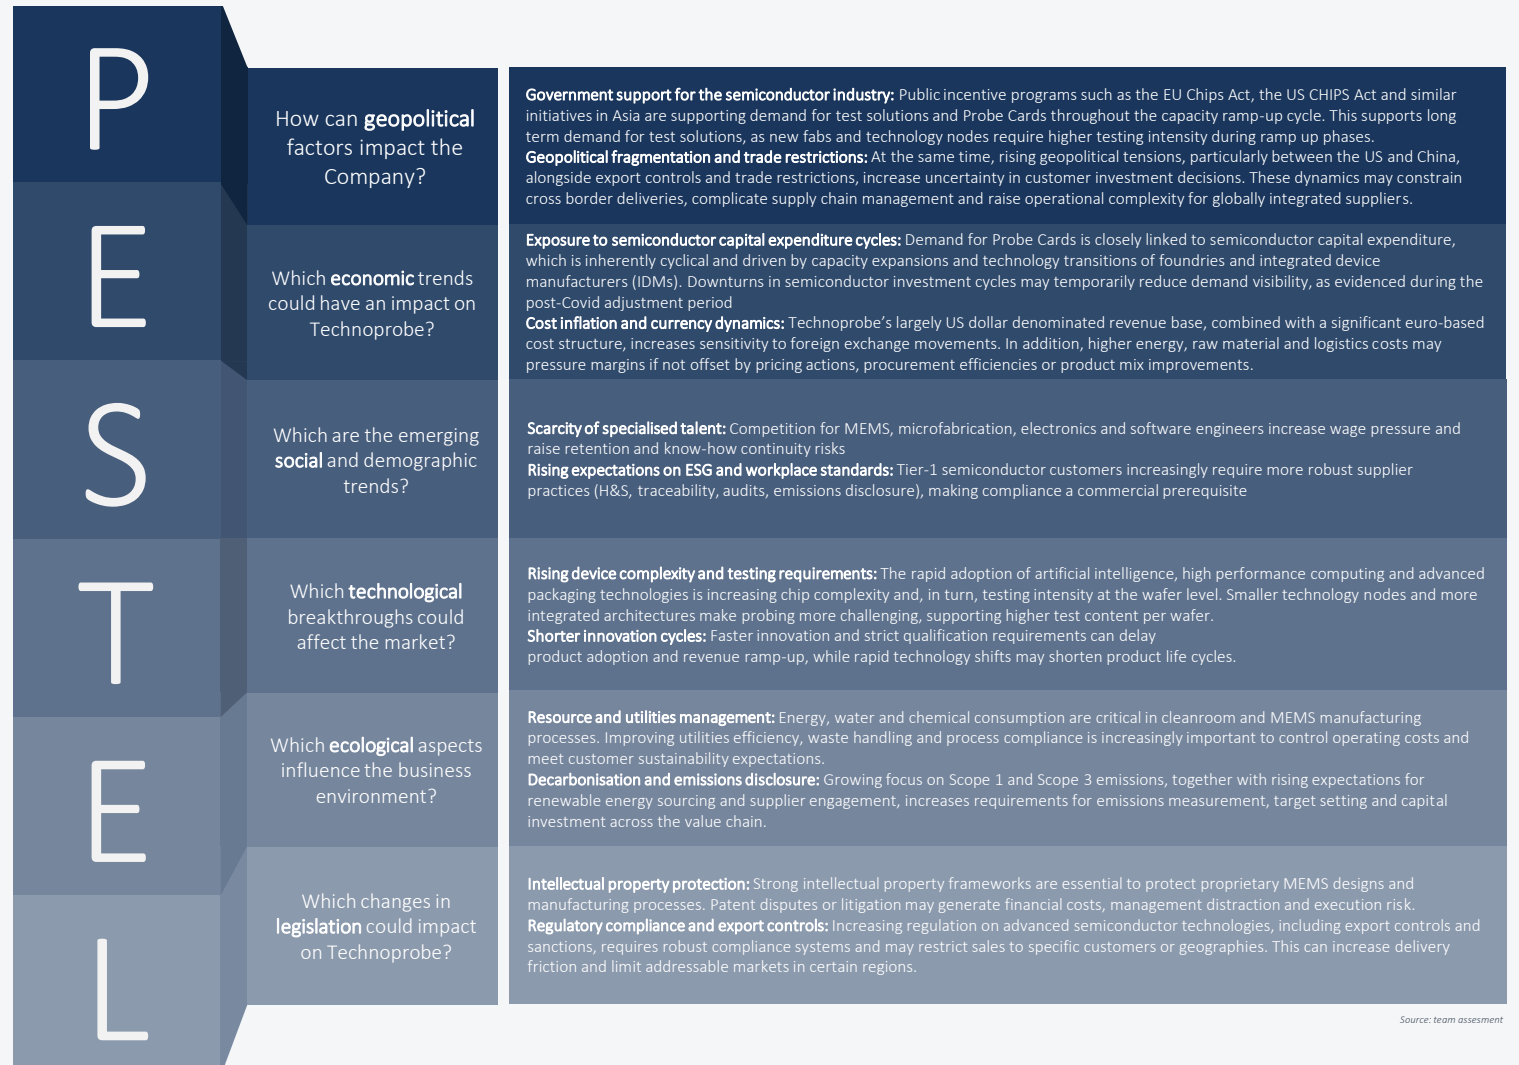 P
How can geopolitical
factors impact the
Company?
Government support for the semiconductor industry: Public incentive programs such as the EU Chips Act, the US CHIPS Act and similar
initiatives in Asia are supporting demand for test solutions and Probe Cards throughout the capacity ramp-up cycle. This supports long
term demand for test solutions, as new fabs and technology nodes require higher testing intensity during ramp up phases.
Geopolitical fragmentation and trade restrictions: At the same time, rising geopolitical tensions, particularly between the US and China,
alongside export controls and trade restrictions, increase uncertainty in customer investment decisions. These dynamics may constrain
cross border deliveries, complicate supply chain management and raise operational complexity for globally integrated suppliers.
E
Which economic trends
could have an impact on
Technoprobe?
Exposure to semiconductor capital expenditure cycles: Demand for Probe Cards is closely linked to semiconductor capital expenditure,
which is inherently cyclical and driven by capacity expansions and technology transitions of foundries and integrated device
manufacturers (IDMs). Downturns in semiconductor investment cycles may temporarily reduce demand visibility, as evidenced during the
post-Covid adjustment period
Cost inflation and currency dynamics: Technoprobe’s largely US dollar denominated revenue base, combined with a significant euro-based
cost structure, increases sensitivity to foreign exchange movements. In addition, higher energy, raw material and logistics costs may
pressure margins if not offset by pricing actions, procurement efficiencies or product mix improvements.
S
Which are the emerging
social and demographic
trends?
Scarcity of specialised talent: Competition for MEMS, microfabrication, electronics and software engineers increase wage pressure and
raise retention and know-how continuity risks
Rising expectations on ESG and workplace standards: Tier-1 semiconductor customers increasingly require more robust supplier
practices (H&S, traceability, audits, emissions disclosure), making compliance a commercial prerequisite
T
Which technological
breakthroughs could
affect the market?
Rising device complexity and testing requirements: The rapid adoption of artificial intelligence, high performance computing and advanced
packaging technologies is increasing chip complexity and, in turn, testing intensity at the wafer level. Smaller technology nodes and more
integrated architectures make probing more challenging, supporting higher test content per wafer.
Shorter innovation cycles: Faster innovation and strict qualification requirements can delay
product adoption and revenue ramp-up, while rapid technology shifts may shorten product life cycles.
E
Which ecological aspects
influence the business
environment?
Resource and utilities management: Energy, water and chemical consumption are critical in cleanroom and MEMS manufacturing
processes. Improving utilities efficiency, waste handling and process compliance is increasingly important to control operating costs and
meet customer sustainability expectations.
Decarbonisation and emissions disclosure: Growing focus on Scope 1 and Scope 3 emissions, together with rising expectations for
renewable energy sourcing and supplier engagement, increases requirements for emissions measurement, target setting and capital
investment across the value chain.
L
Which changes in
legislation could impact
on Technoprobe?
Intellectual property protection: Strong intellectual property frameworks are essential to protect proprietary MEMS designs and
manufacturing processes. Patent disputes or litigation may generate financial costs, management distraction and execution risk.
Regulatory compliance and export controls: Increasing regulation on advanced semiconductor technologies, including export controls and
sanctions, requires robust compliance systems and may restrict sales to specific customers or geographies. This can increase delivery
friction and limit addressable markets in certain regions.
Source: team assesment